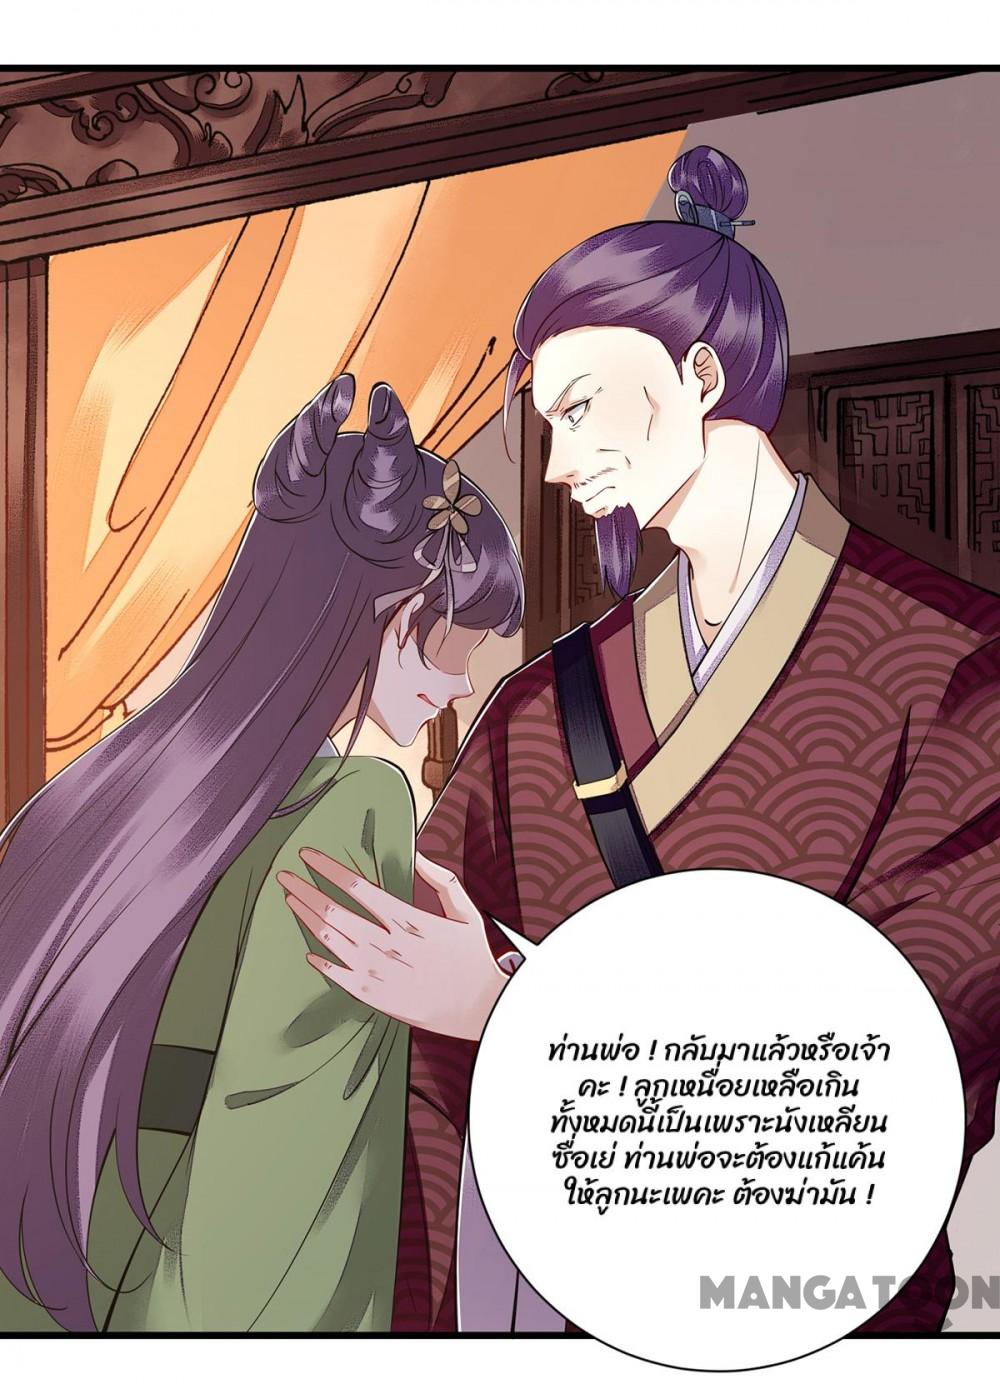 ท่านพ่อ ! กลับมาแล้วหรือเจ้า
คะ ! ลูกเหนื่อยเหลือเกิน
ทั้งหมดนี้เป็นเพราะนังเหลียน
ซื่อเย่ ท่านพ่อจะต้องแก้แค้น
ให้ลูกนะเพคะ ต้องฆ่ามัน !
MANGATOON